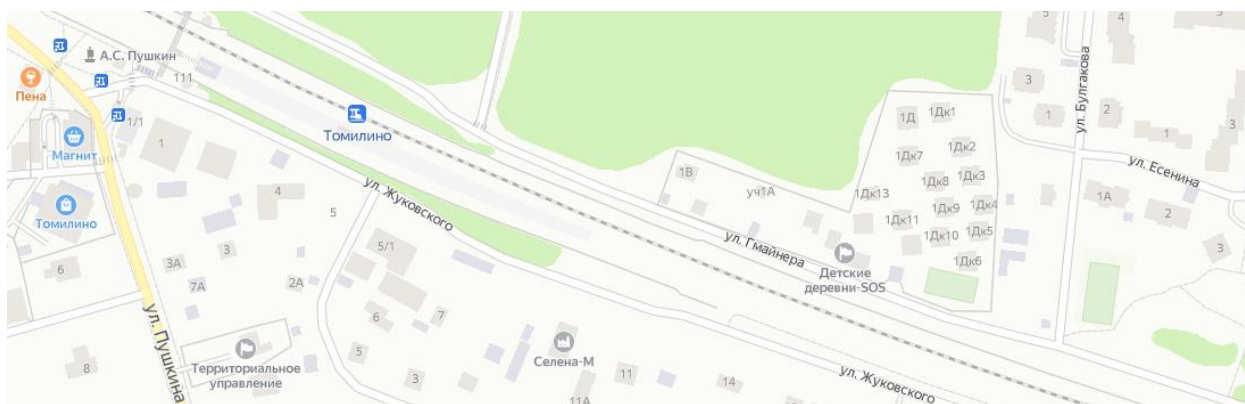 5
4
3
А.С. Пушкин
111
3
Пена
1Д
1Дк1
1
2
ул. Булгакова
1/1
Томилино
1
3
Магнит
1
1Дк7
1Дк2
ул. Есенина
1В
1Дк8
1Дк3
4
уч1А
1Дк13
1А
ул. Жуковского
5
1Дк9
1Дк4
2
Томилино
1Дк11
1Дк10
1Дк5
ул. Гмайнера
3
5/1
3
3А
6
1Дк6
Детские
деревни-SOS
2А
7А
6
7
ул. Пушкина
5
Селена-М
8
Территориальное
управление
3
11
14
ул. Жуковского
11А